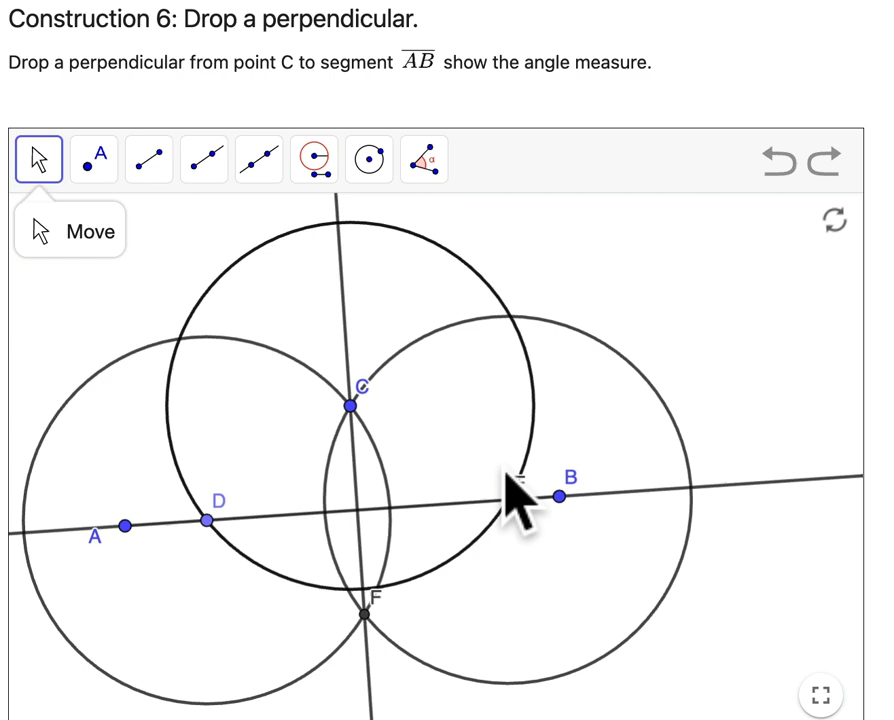 Construction 6: Drop a perpendicular.
Drop a perpendicular from point C to segment AB show the angle measure.
A
α
Move
C
D
B
A
F